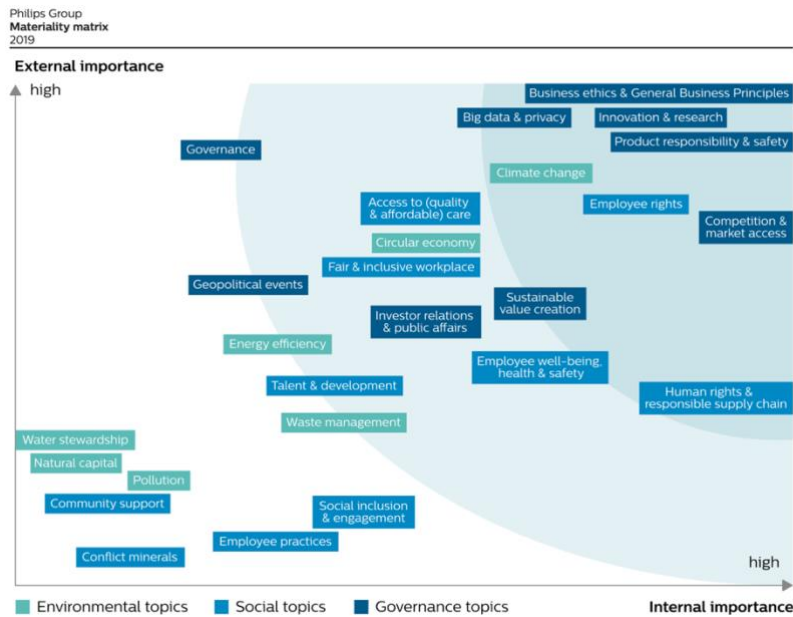 Philips Group
Materiality matrix
2019
External importance
high
Business ethics & General Business Principles
Big data & privacy
Innovation & research
Product responsibility & safety
Governance
Climate change
Access to (quality
& affordable) care
Employee rights
Competition &
market access
Circular economy
Fair & inclusive workplace
Geopolitical events
Sustainable
value creation
Investor relations
& public affairs
Energy efficiency
Employee well-being,
health & safety
Talent & development
Human rights &
responsible supply chain
Waste management
Water stewardship
Natural capital
Pollution
Community support
Social inclusion
& engagement
Employee practices
Conflict minerals
high
Environmental topics
Social topics
Governance topics
Internal importance